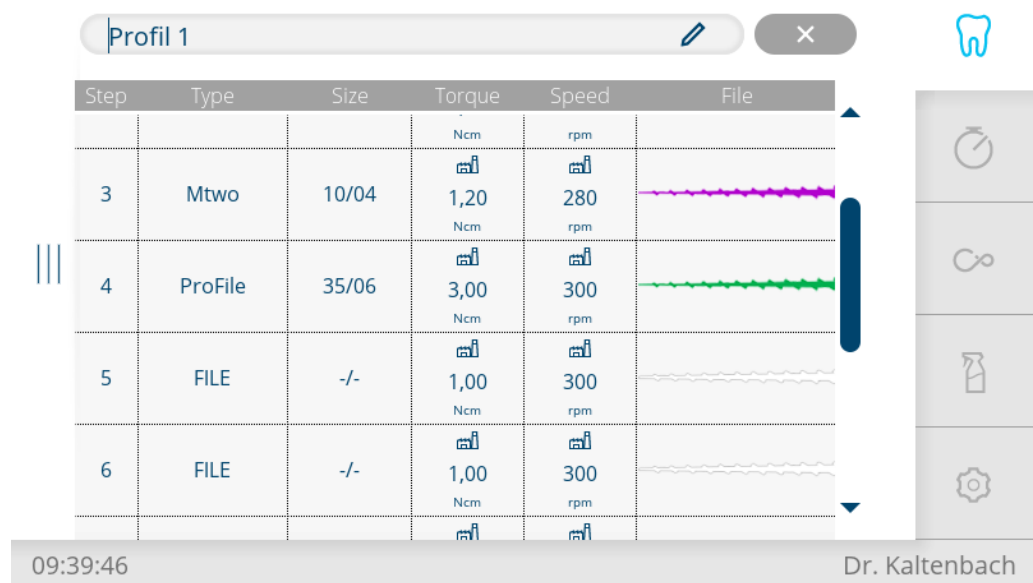 Profil 1
Step Type Size Torque Speed File
Ncm rpm
3 Mtwo 10/04 1,20 280
Ncm rpm
4 ProFile 35/06 3,00 300
Ncm rpm
5 FILE -/- 1,00 300
Ncm rpm
6 FILE -/- 1,00 300
Ncm rpm
09:39:46 Dr. Kaltenbach